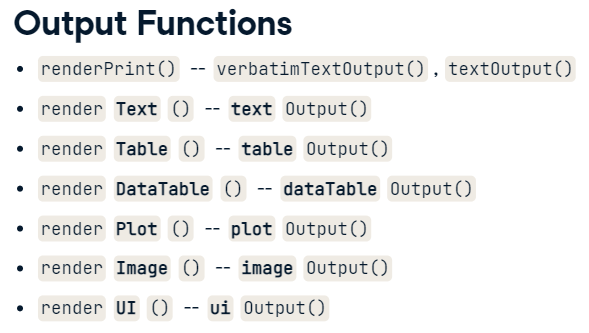 Output Functions
• renderPrint() -- verbatimTextOutput() , textOutput()
• render Text () -- text Output()
• render Table () -- table Output()
• render DataTable () -- dataTable Output()
• render Plot () -- plot Output()
• render Image () -- image Output()
• render UI () -- ui Output()